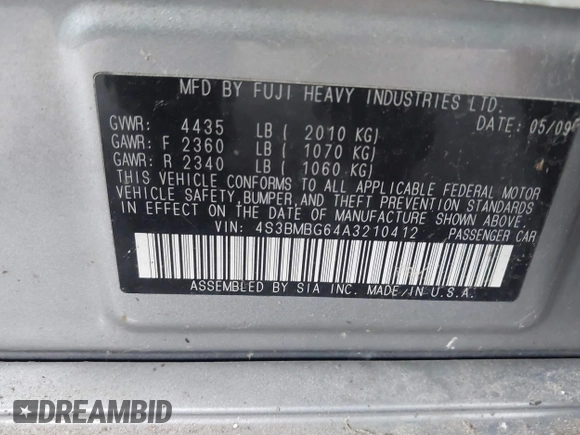 MFD BY FUJI HEAVY INDUSTRIES LTD.
GVWR: 4435 LB ( 2010 KG) DATE: 05/09
GAWR: F 2360 LB ( 1070 KG)
GAWR: R 2340 LB ( 1060 KG)
THIS VEHICLE CONFORMS TO ALL APPLICABLE FEDERAL MOTOR
VEHICLE SAFETY, BUMPER, AND THEFT PREVENTION STANDARDS
IN EFFECT ON THE DATE OF MANUFACTURE SHOWN ABOVE.
VIN: 4S3BMBG64A3210412 PASSENGER CAR
ASSEMBLED BY SIA INC. MADE/IN U.S.A.
DREAMBID